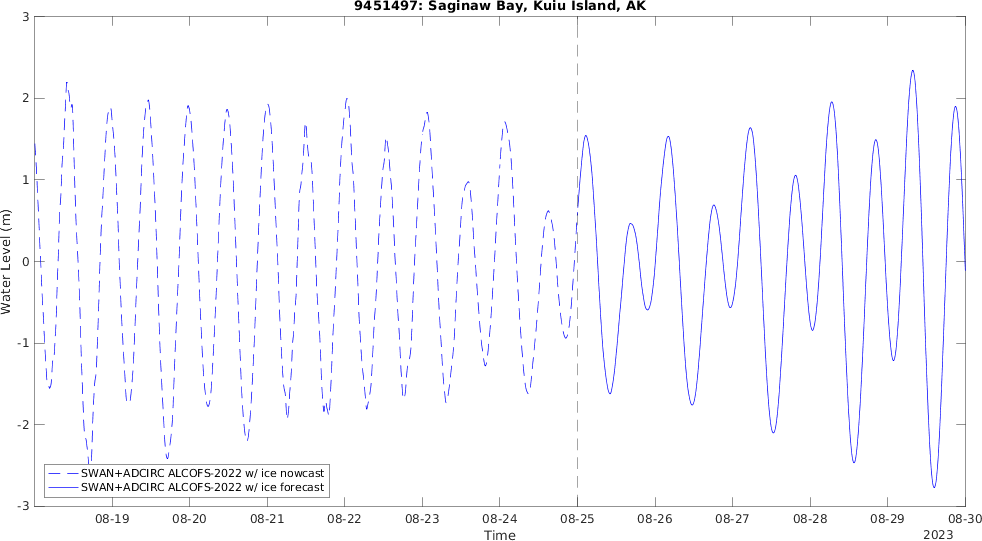 9451497: Saginaw Bay, Kuiu Island, AK
3
2
1
0
-1
-2
-3
Water Level (m)
SWAN+ADCIRC ALCOFS-2022 w/ ice nowcast
SWAN+ADCIRC ALCOFS-2022 w/ ice forecast
08-19 08-20 08-21 08-22 08-23 08-24 08-25 08-26 08-27 08-28 08-29 08-30
Time
2023